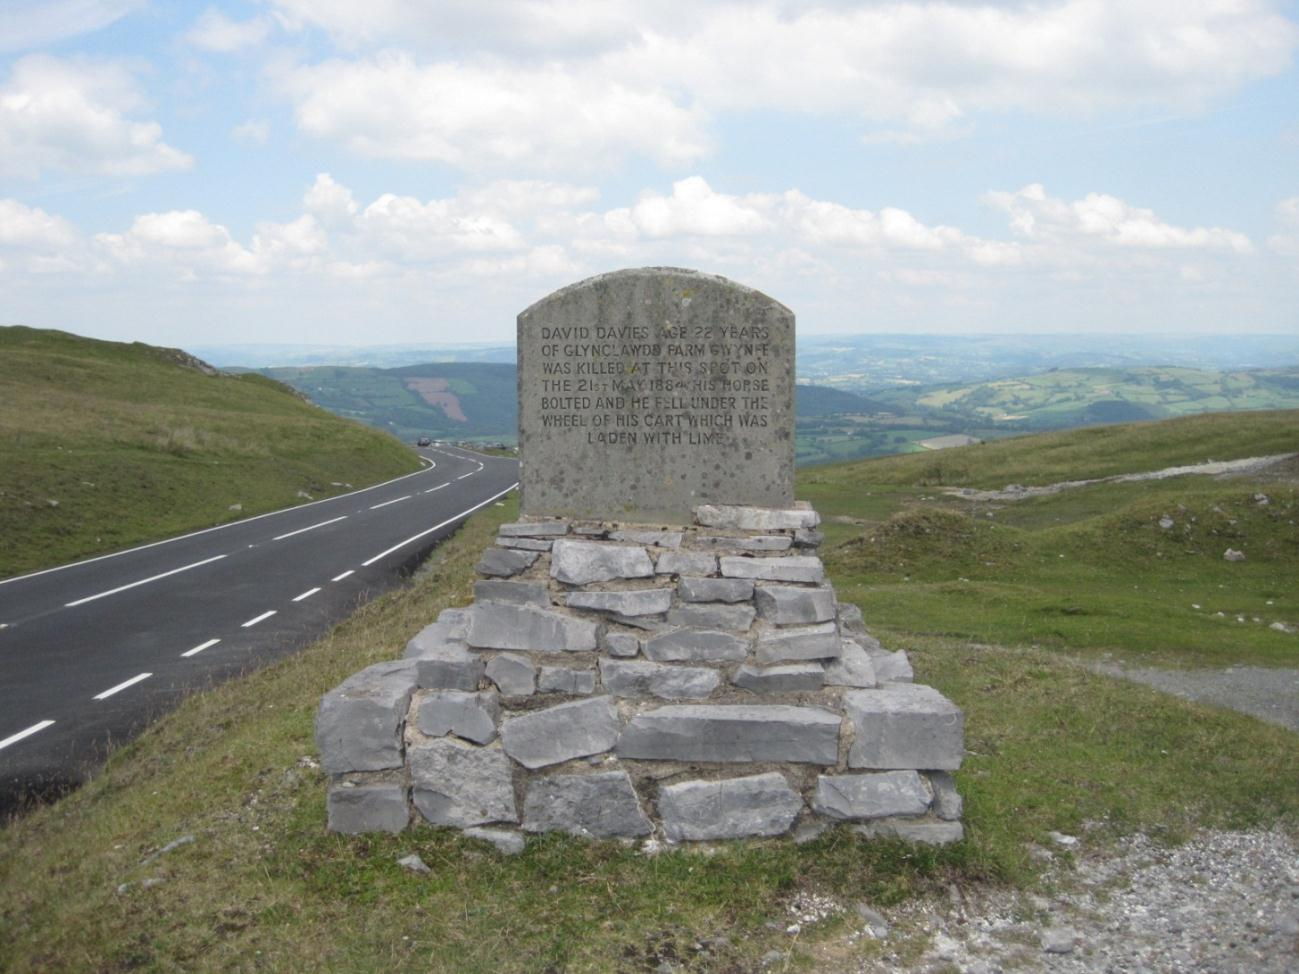 DAVID DAVIES AGE 22 YEARS
OF GLYNCLAWDD FARM GWYNFE
WAS KILLED AT THIS SPOT ON
THE 21ST MAY 1884 HIS HORSE
BOLTED AND HE FELL UNDER THE
WHEEL OF HIS CART WHICH WAS
LADEN WITH LIME